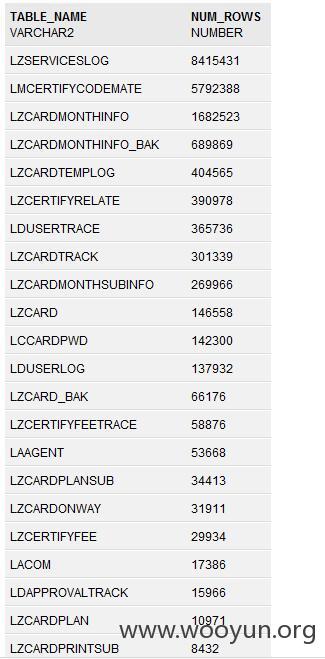 TABLE_NAME NUM_ROWS
VARCHAR2 NUMBER
LZSERVICESLOG 8415431
LMCERTIFYCODEMATE 5792388
LZCARDMONTHINFO 1682523
LZCARDMONTHINFO_BAK 689869
LZCARDTEMPLOG 404565
LZCERTIFYRELATE 390978
LDUSERTRACE 365736
LZCARDTRACK 301339
LZCARDMONTHSUBINFO 269966
LZCARD 146558
LCCARDPWD 142300
LDUSERLOG 137932
LZCARD_BAK 66176
LZCERTIFYFEETRACE 58876
LAAGENT 53668
LZCARDPLANSUB 34413
LZCARDONWAY 31911
LZCERTIFYFEE 29934
LACOM 17386
LDAPPROVALTRACK 15966
LZCARDPLAN 10971
www.wooyun.org
LZCARDPRINTSUB 8432